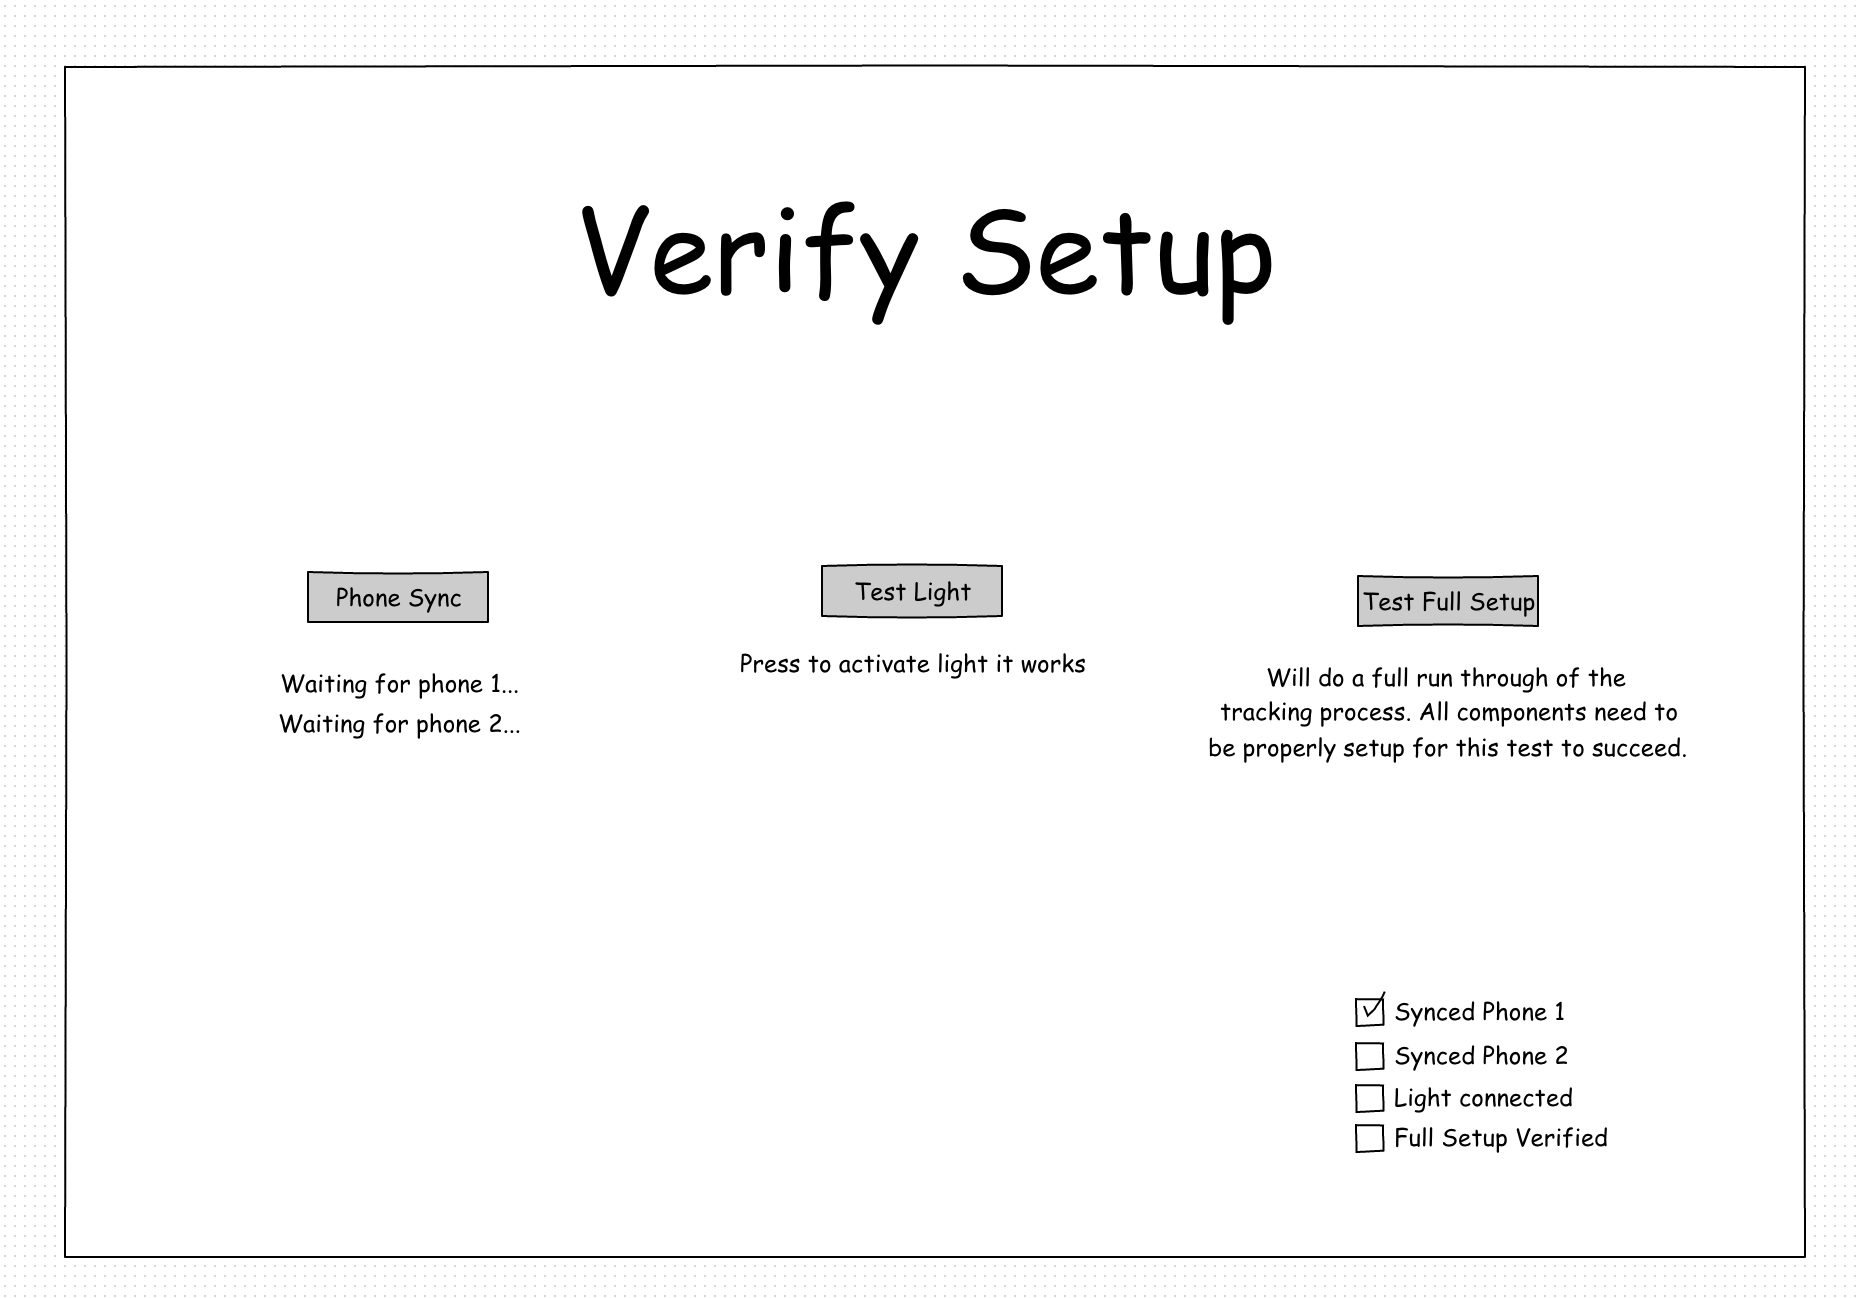 Verify Setup
Phone Sync
Waiting for phone 1...
Waiting for phone 2...
Test Light
Press to activate light it works
Test Full Setup
Will do a full run through of the
tracking process. All components need to
be properly setup for this test to succeed.
Synced Phone 1
Synced Phone 2
Light connected
Full Setup Verified